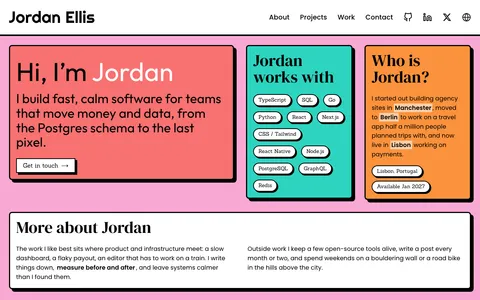 Jordan Ellis
About Projects Work Contact
Hi, I'm Jordan
I build fast, calm software for teams
that move money and data, from
the Postgres schema to the last
pixel.
Get in touch →
Jordan
works with
TypeScript SQL Go
Python React Next.js
CSS / Tailwind
React Native Node.js
PostgreSQL GraphQL
Redis
Who is
Jordan?
I started out building agency
sites in Manchester, moved
to Berlin to work on a travel
app half a million people
planned trips with, and now
live in Lisbon working on
payments.
Lisbon, Portugal
Available Jan 2027
More about Jordan
The work I like best sits where product and infrastructure meet: a slow
dashboard, a flaky payout, an editor that has to work on a train. I write
things down, measure before and after, and leave systems calmer
than I found them.
Outside work I keep a few open-source tools alive, write a post every
month or two, and spend weekends on a bouldering wall or a road bike
in the hills above the city.